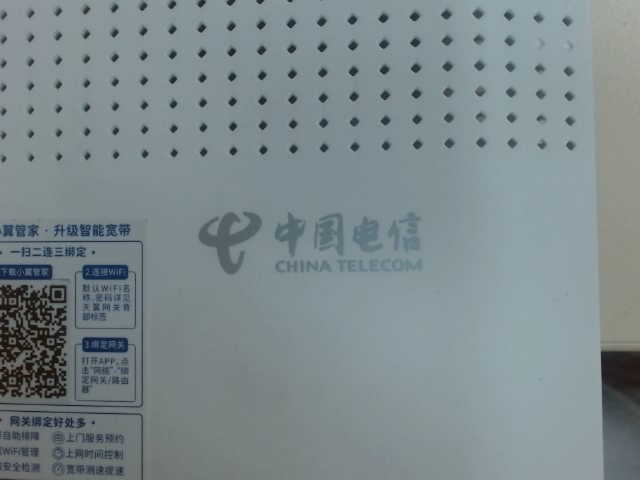 翼管家·升级智能宽带
一扫二连三绑定
下载小翼管家
2.连接WiFi
默认WiFi名
称、密码详见
天翼网关背
部标签
3.绑定网关
打开APP,点
击"网络"-"绑
定网关/路由
器"
网关绑定好处多
自助排障
上门服务预约
WiFi管理
上网时间控制
安全检测
宽带测速提速
中国电信
CHINA TELECOM